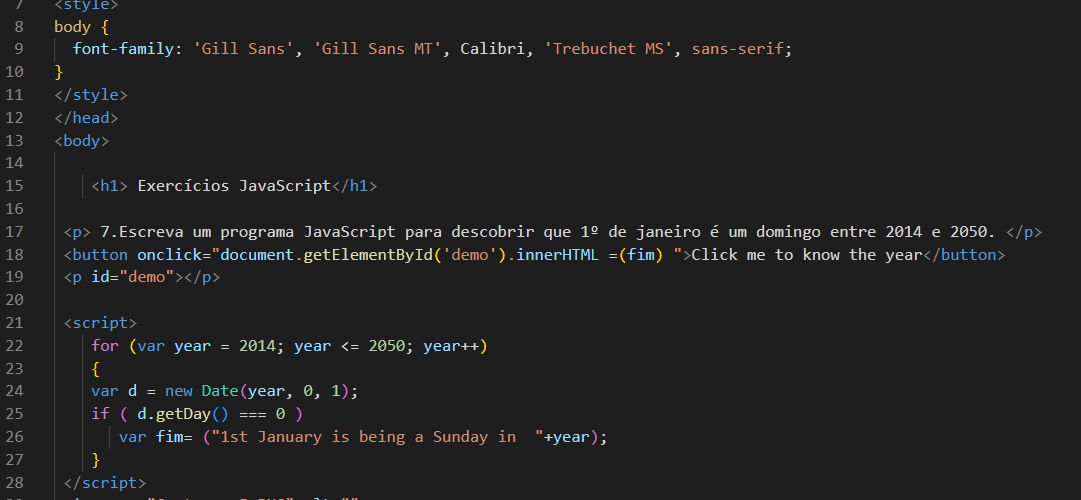 7 <style>
8 body {
9 font-family: 'Gill Sans', 'Gill Sans MT', Calibri, 'Trebuchet MS', sans-serif;
10 }
11 </style>
12 </head>
13 <body>
14
15 <h1> Exercícios JavaScript</h1>
16
17 <p> 7.Escreva um programa JavaScript para descobrir que 1º de janeiro é um domingo entre 2014 e 2050. </p>
18 <button onclick="document.getElementById('demo').innerHTML =(fim) ">Click me to know the year</button>
19 <p id="demo"></p>
20
21 <script>
22 for (var year = 2014; year <= 2050; year++)
23 {
24 var d = new Date(year, 0, 1);
25 if ( d.getDay() === 0 )
26 var fim= ("1st January is being a Sunday in  "+year);
27 }
28 </script>